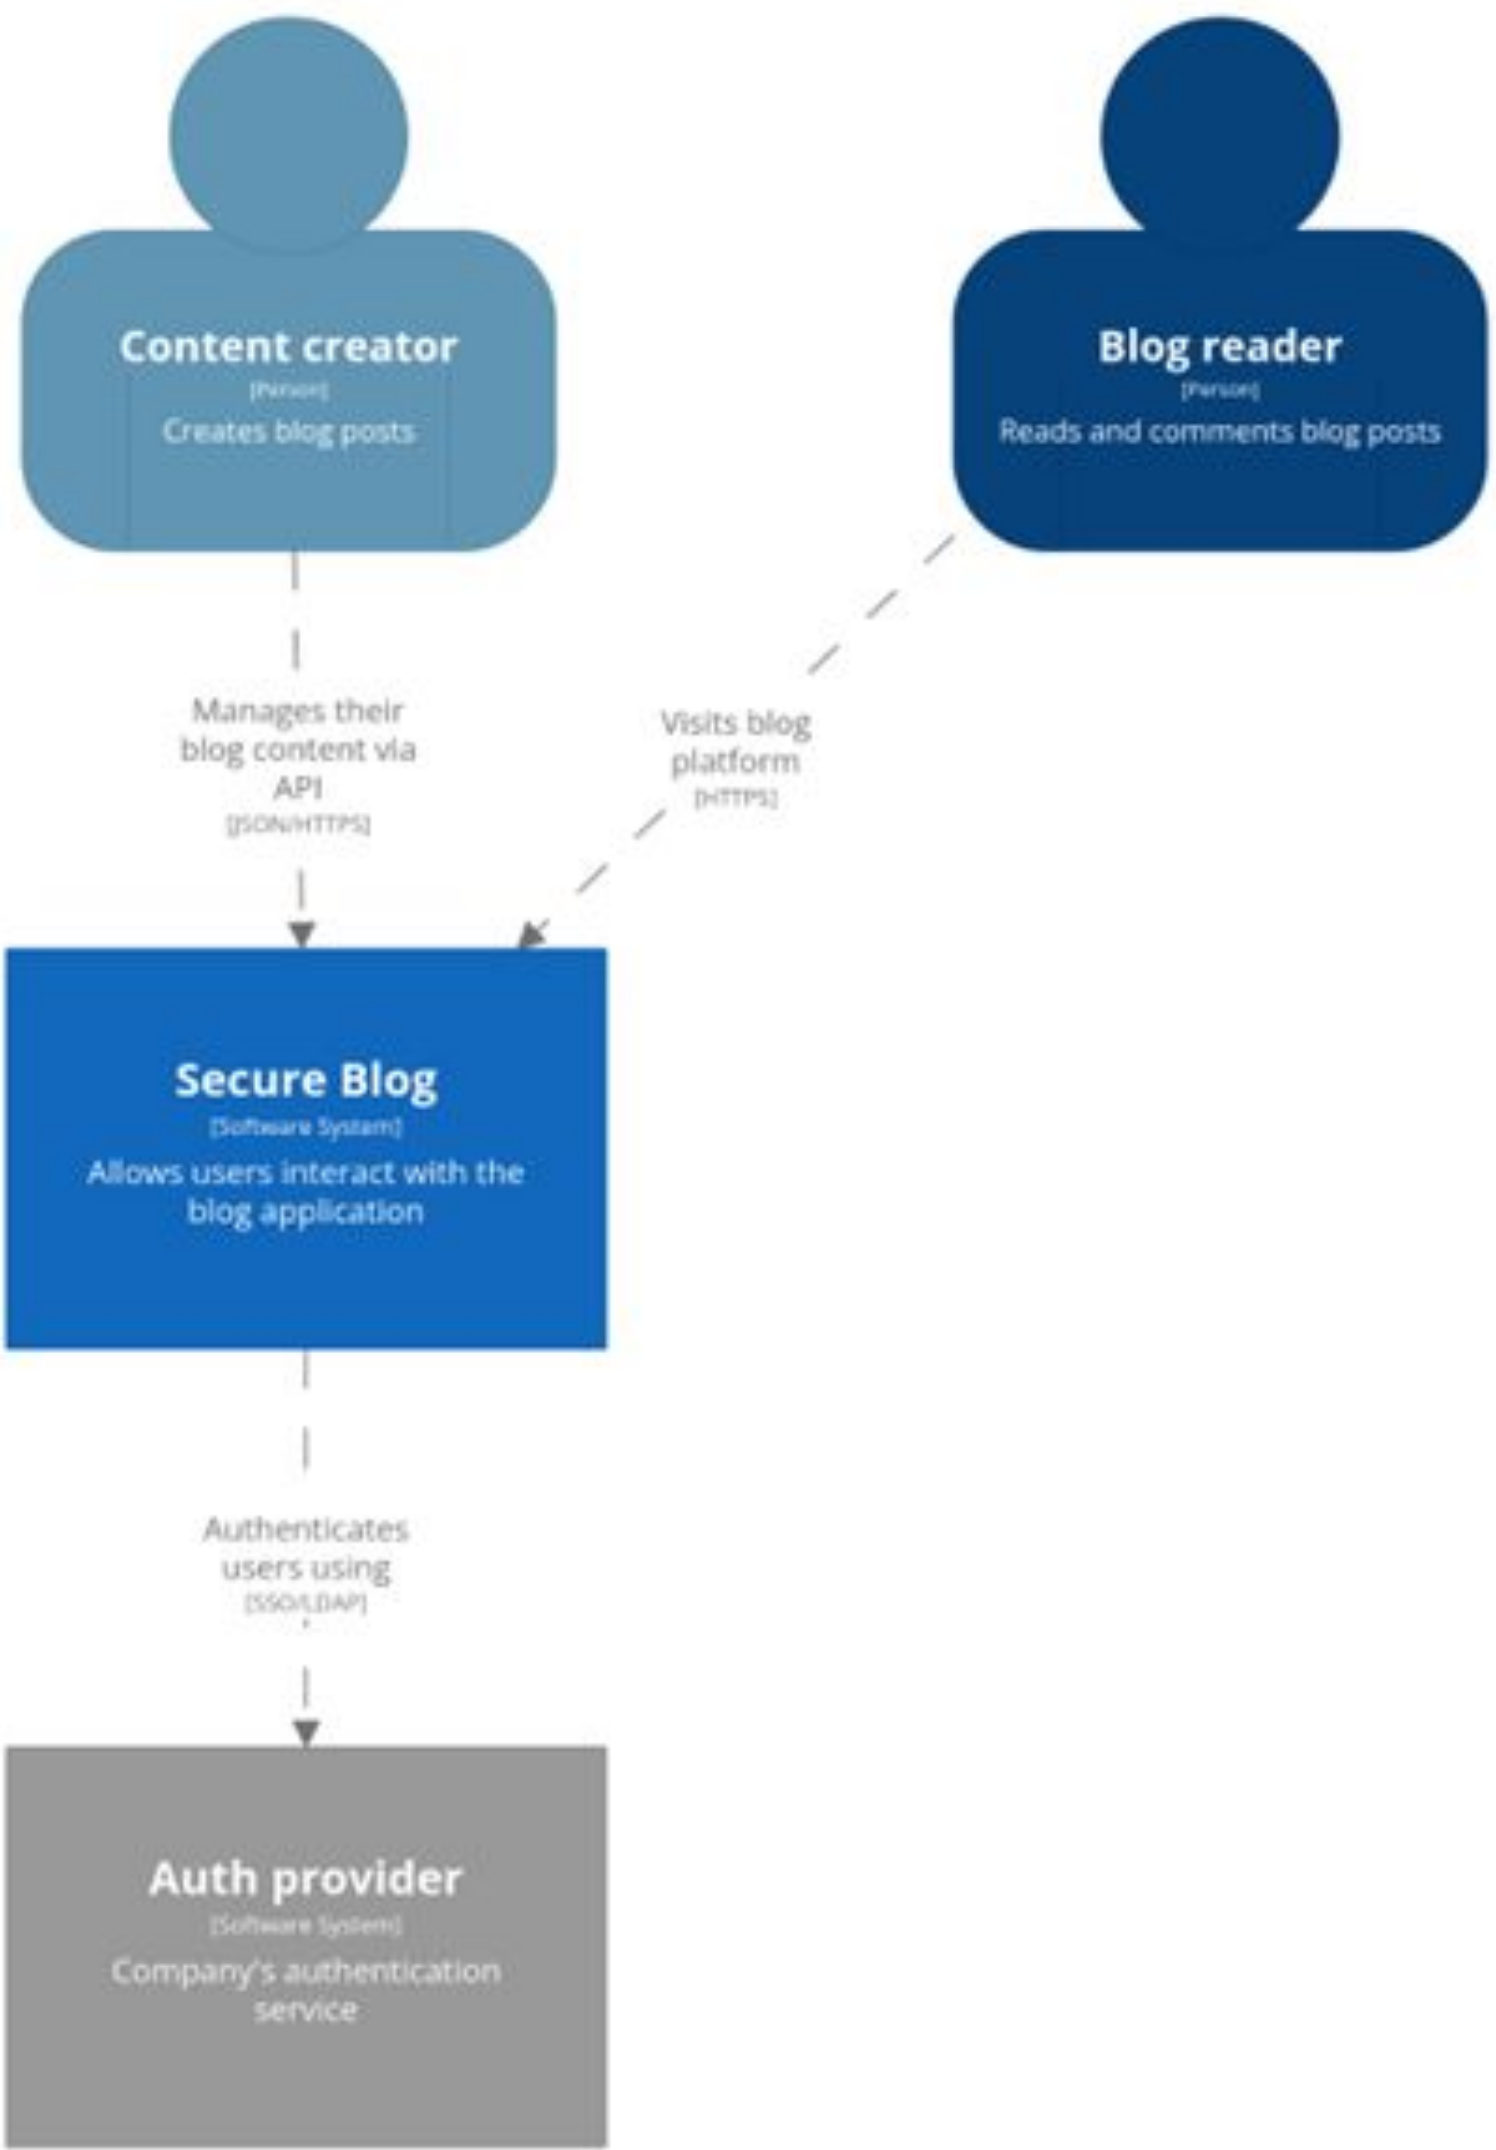 Content creator
[Person]
Creates blog posts
Blog reader
[Person]
Reads and comments blog posts
Manages their
blog content via
API
[JSON/HTTPS]
Visits blog
platform
[HTTPS]
Secure Blog
[Software System]
Allows users interact with the
blog application
Authenticates
users using
[SSO/LDAP]
Auth provider
[Software System]
Company's authentication
service